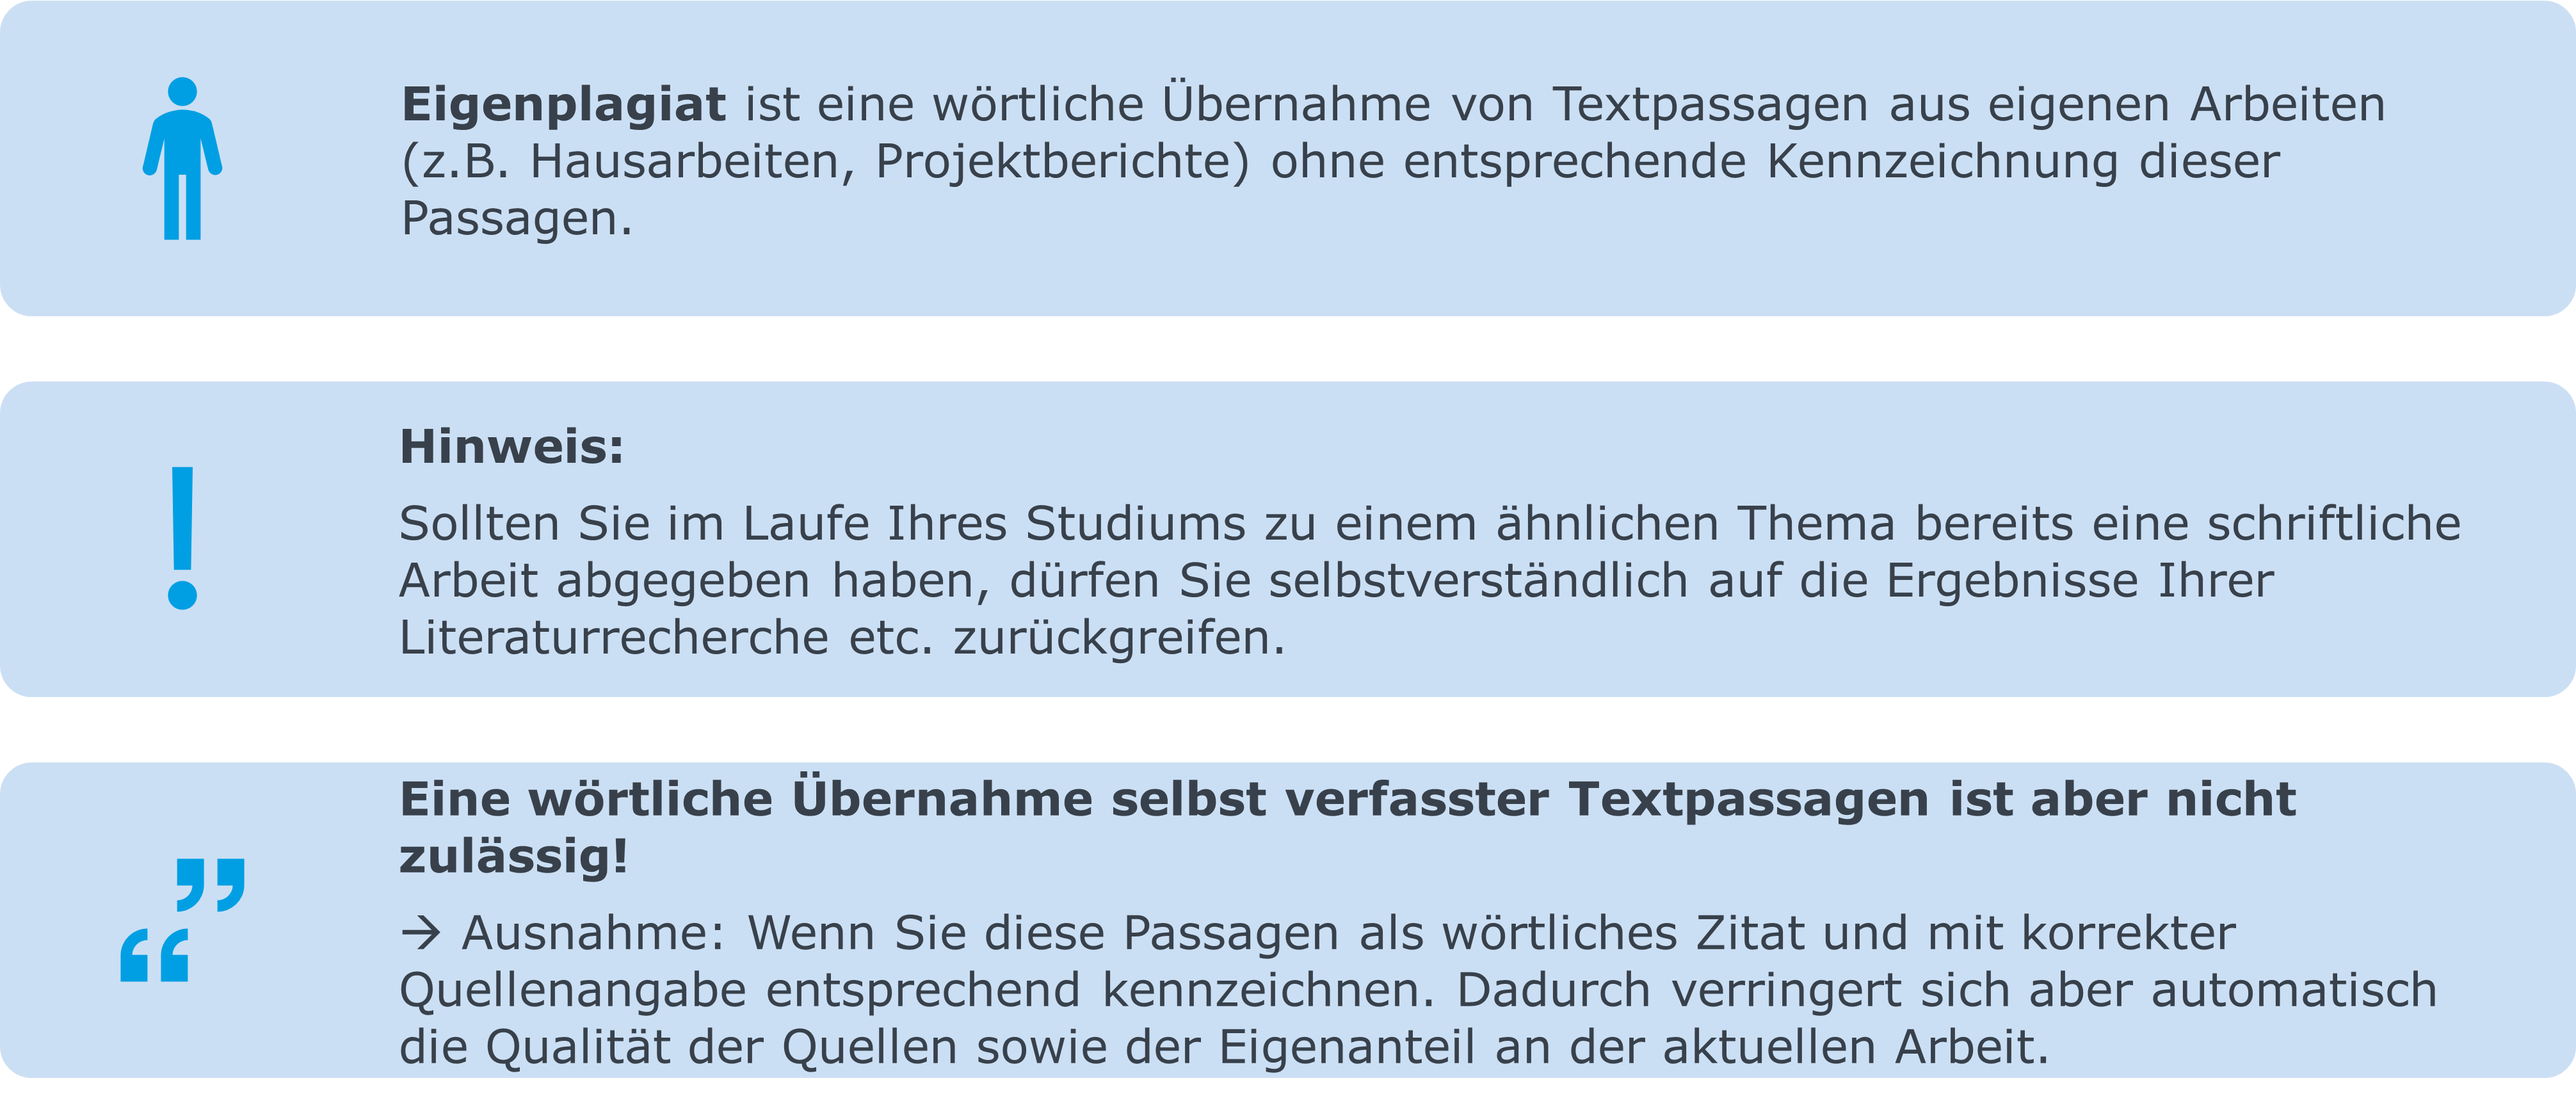 Eigenplagiat ist eine wörtliche Übernahme von Textpassagen aus eigenen Arbeiten
(z.B. Hausarbeiten, Projektberichte) ohne entsprechende Kennzeichnung dieser
Passagen.
Hinweis:
Sollten Sie im Laufe Ihres Studiums zu einem ähnlichen Thema bereits eine schriftliche
Arbeit abgegeben haben, dürfen Sie selbstverständlich auf die Ergebnisse Ihrer
Literaturrecherche etc. zurückgreifen.
Eine wörtliche Übernahme selbst verfasster Textpassagen ist aber nicht
zulässig!
→ Ausnahme: Wenn Sie diese Passagen als wörtliches Zitat und mit korrekter
Quellenangabe entsprechend kennzeichnen. Dadurch verringert sich aber automatisch
die Qualität der Quellen sowie der Eigenanteil an der aktuellen Arbeit.